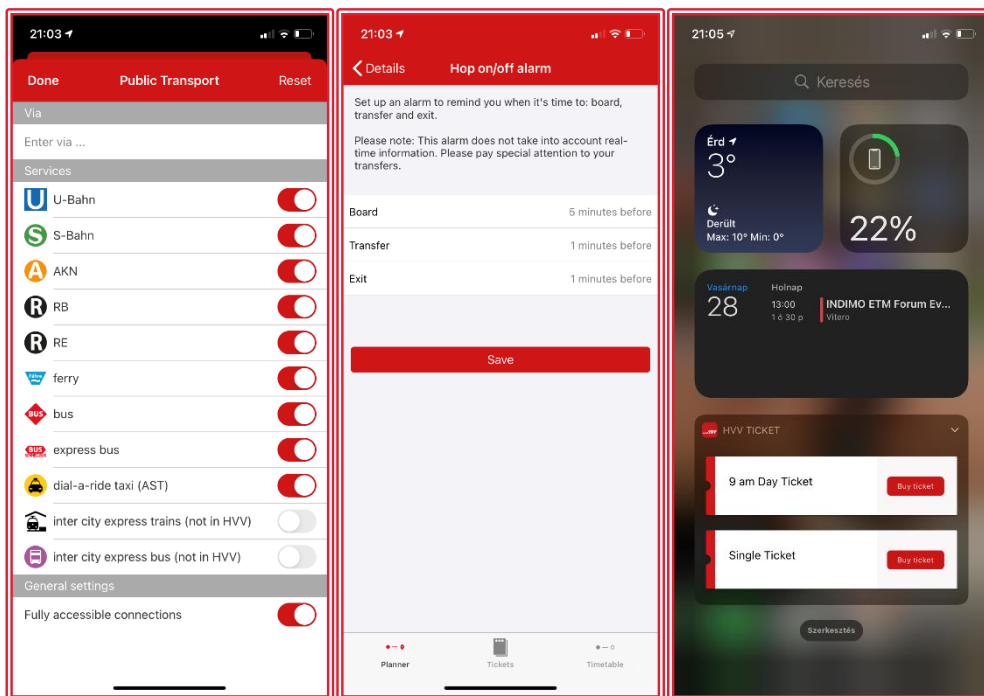 21:03
Done Public Transport Reset
Via
Enter via ...
Services
U U-Bahn
S S-Bahn
A AKN
R RB
R RE
Fähre ferry
BUS bus
BUS express bus
dial-a-ride taxi (AST)
inter city express trains (not in HVV)
inter city express bus (not in HVV)
General settings
Fully accessible connections
21:03
Details Hop on/off alarm
Set up an alarm to remind you when it's time to: board,
transfer and exit.
Please note: This alarm does not take into account real-
time information. Please pay special attention to your
transfers.
Board 5 minutes before
Transfer 1 minutes before
Exit 1 minutes before
Save
Planner Tickets Timetable
21:05
Keresés
Érd
3°
Derült
Max: 10° Min: 0°
22%
Vasárnap
28
Holnap
13:00 INDIMO ETM Forum Ev...
1 ó 30 p Vitero
HVV TICKET
9 am Day Ticket Buy ticket
Single Ticket Buy ticket
Szerkesztés